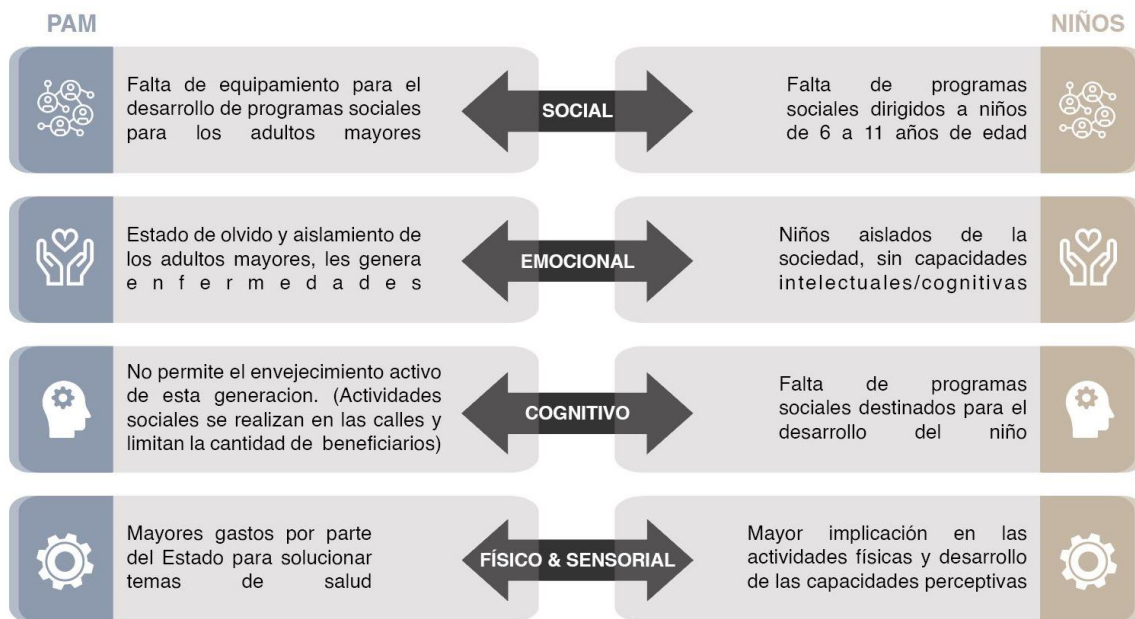 PAM
NIÑOS
Falta de equipamiento para el
desarrollo de programas sociales
para los adultos mayores
SOCIAL
Falta de programas
sociales dirigidos a niños
de 6 a 11 años de edad
Estado de olvido y aislamiento de
los adultos mayores, les genera
enfermedades
EMOCIONAL
Niños aislados de la
sociedad, sin capacidades
intelectuales/cognitivas
No permite el envejecimiento activo
de esta generacion. (Actividades
sociales se realizan en las calles y
limitan la cantidad de beneficiarios)
COGNITIVO
Falta de programas
sociales destinados para el
desarrollo del niño
Mayores gastos por parte
del Estado para solucionar
temas de salud
FÍSICO & SENSORIAL
Mayor implicación en las
actividades físicas y desarrollo
de las capacidades perceptivas